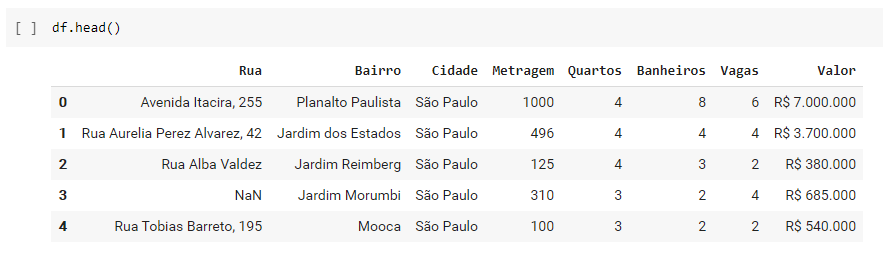 [ ] df.head()
Rua Bairro Cidade Metragem Quartos Banheiros Vagas Valor
0 Avenida Itacira, 255 Planalto Paulista São Paulo 1000 4 8 6 R$ 7.000.000
1 Rua Aurelia Perez Alvarez, 42 Jardim dos Estados São Paulo 496 4 4 4 R$ 3.700.000
2 Rua Alba Valdez Jardim Reimberg São Paulo 125 4 3 2 R$ 380.000
3 NaN Jardim Morumbi São Paulo 310 3 2 4 R$ 685.000
4 Rua Tobias Barreto, 195 Mooca São Paulo 100 3 2 2 R$ 540.000